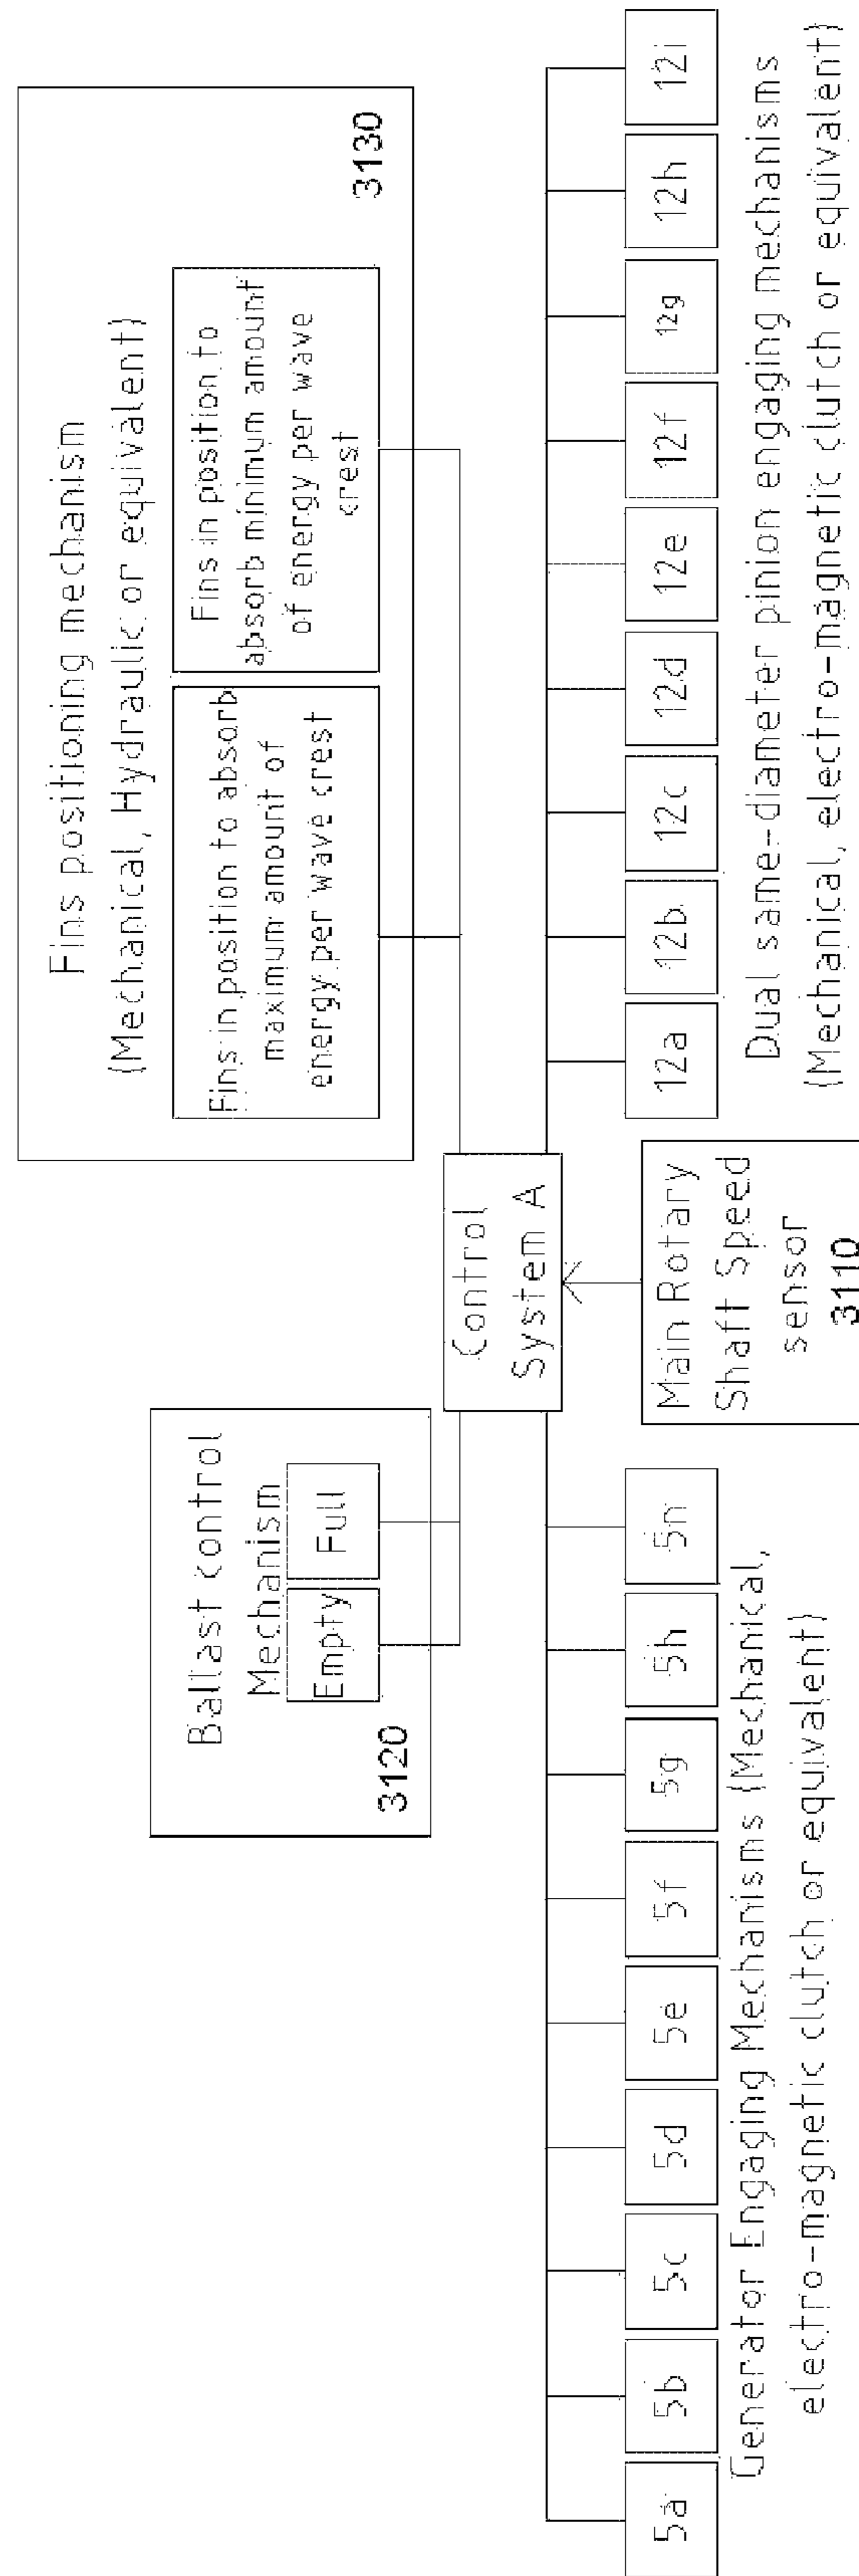 Fins positioning mechanism
(Mechanical, Hydraulic or equivalent)
Fins in position to absorb
maximum amount of
energy per wave crest
Fins in position to
absorb minimum amount
of energy per wave
crest
3130
Ballast control
Mechanism
Empty
Full
3120
Control
System A
Main Rotary
Shaft Speed
sensor
3110
5a
5b
5c
5d
5e
5f
5g
5h
5n
Generator Engaging Mechanisms (Mechanical,
electro-magnetic clutch or equivalent)
12a
12b
12c
12d
12e
12f
12g
12h
12i
Dual same-diameter pinion engaging mechanisms
(Mechanical, electro-magnetic clutch or equivalent)